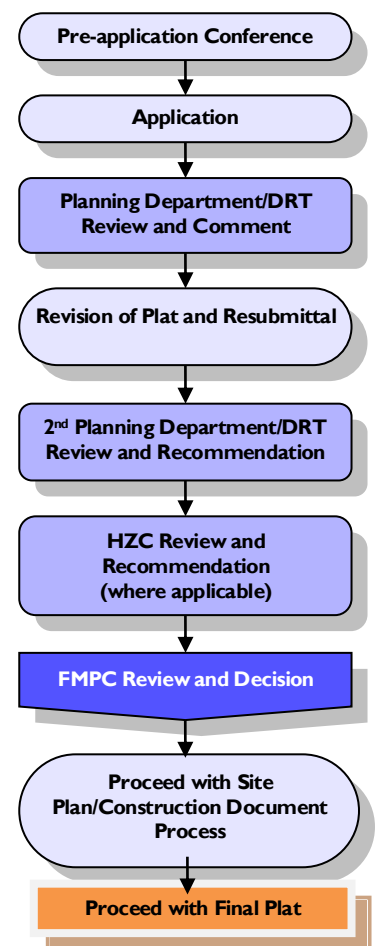 Pre-application Conference
Application
Planning Department/DRT
Review and Comment
Revision of Plat and Resubmittal
2nd Planning Department/DRT
Review and Recommendation
HZC Review and
Recommendation
(where applicable)
FMPC Review and Decision
Proceed with Site
Plan/Construction Document
Process
Proceed with Final Plat